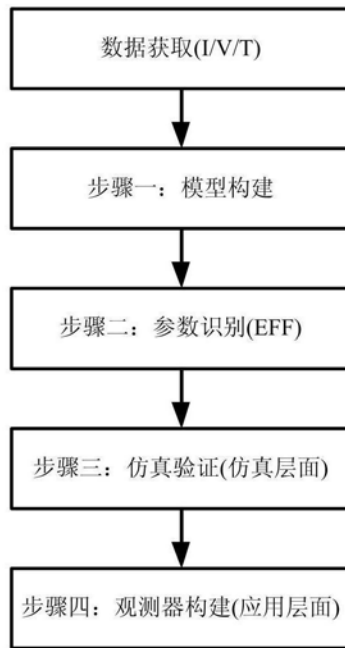 数据获取(I/V/T)
步骤一：模型构建
步骤二：参数识别(EFF)
步骤三：仿真验证(仿真层面)
步骤四：观测器构建(应用层面)